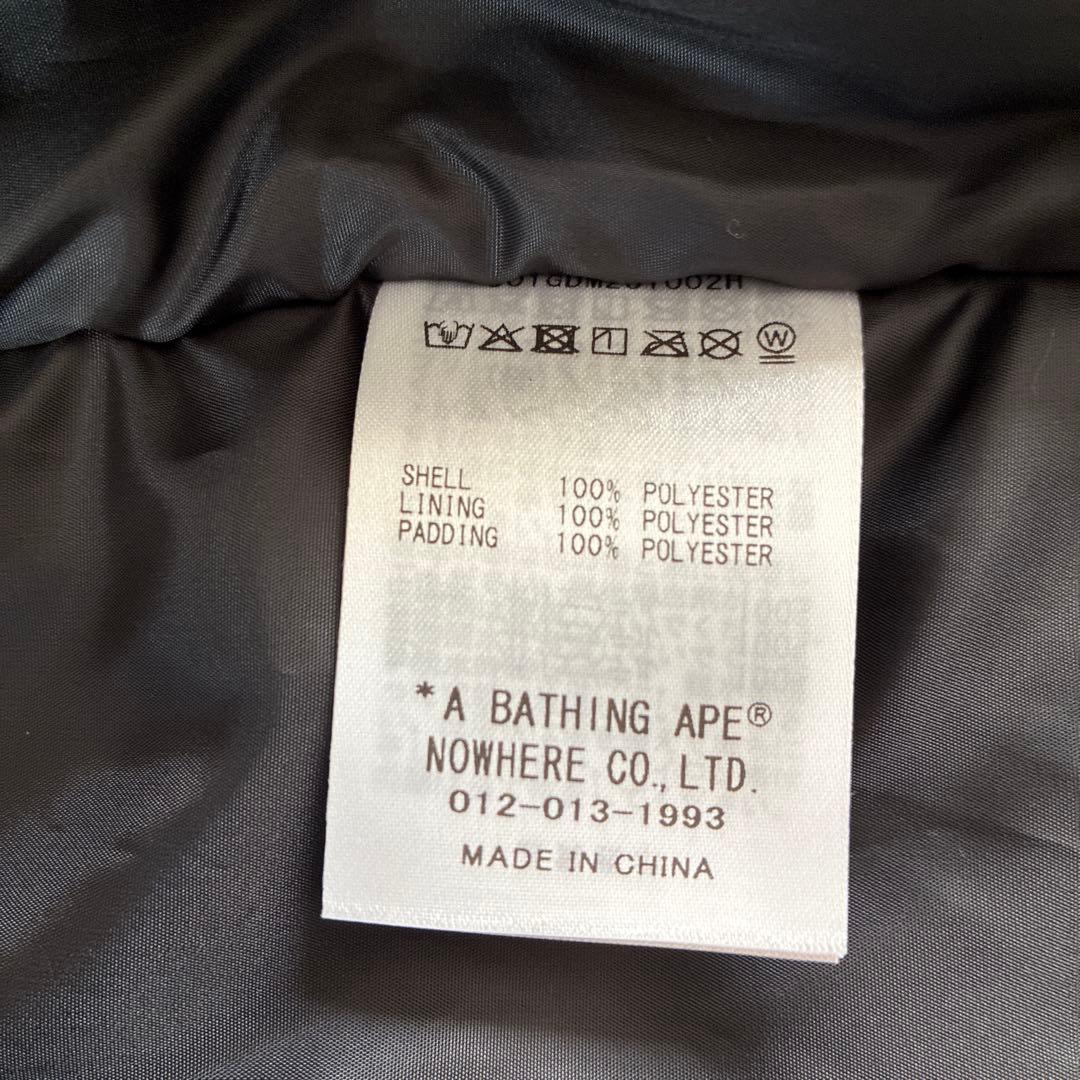 SHELL 100% POLYESTER
LINING 100% POLYESTER
PADDING 100% POLYESTER
*A BATHING APE®
NOWHERE CO., LTD.
012-013-1993
MADE IN CHINA